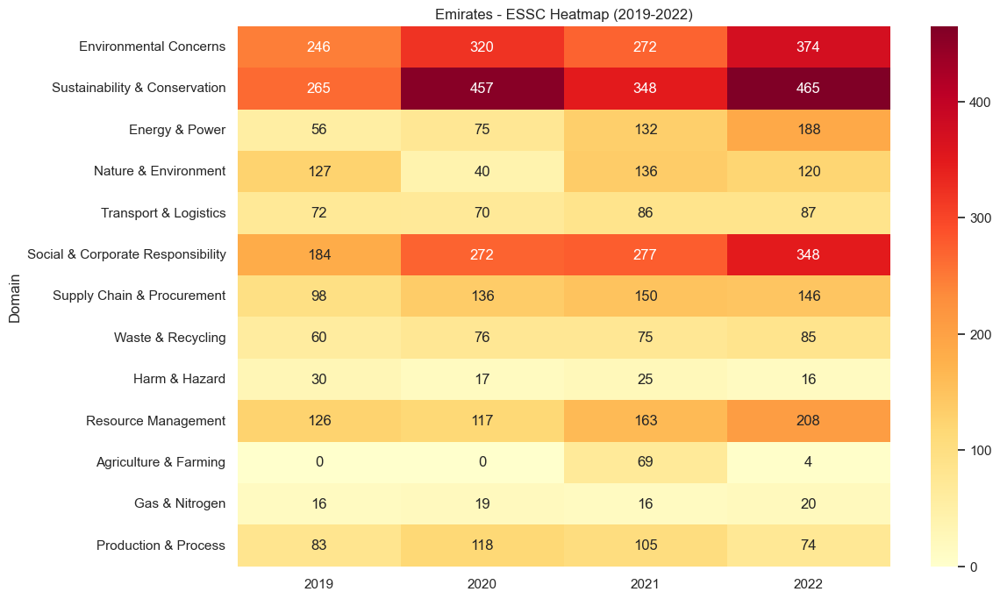 Emirates - ESSC Heatmap (2019-2022)
Domain
Environmental Concerns 246 320 272 374
Sustainability & Conservation 265 457 348 465
Energy & Power 56 75 132 188
Nature & Environment 127 40 136 120
Transport & Logistics 72 70 86 87
Social & Corporate Responsibility 184 272 277 348
Supply Chain & Procurement 98 136 150 146
Waste & Recycling 60 76 75 85
Harm & Hazard 30 17 25 16
Resource Management 126 117 163 208
Agriculture & Farming 0 0 69 4
Gas & Nitrogen 16 19 16 20
Production & Process 83 118 105 74
2019 2020 2021 2022
400
300
200
100
0